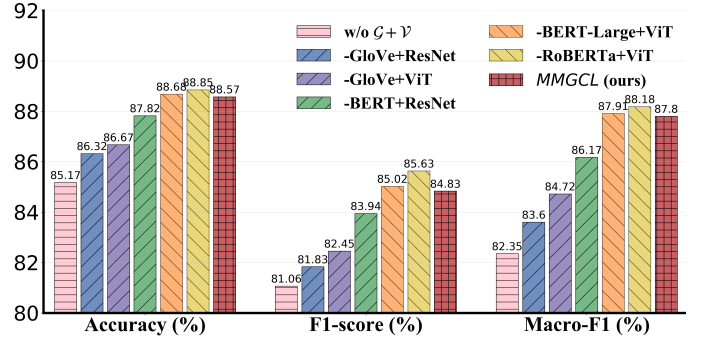 92
90
88
86
84
82
80
w/o 𝒢 + 𝒱
-GloVe+ResNet
-GloVe+ViT
-BERT+ResNet
-BERT-Large+ViT
-RoBERTa+ViT
MMGCL (ours)
85.17
86.32
86.67
87.82
88.68
88.85
88.57
81.06
81.83
82.45
83.94
85.02
85.63
84.83
82.35
83.6
84.72
86.17
87.91
88.18
87.8
Accuracy (%)
F1-score (%)
Macro-F1 (%)